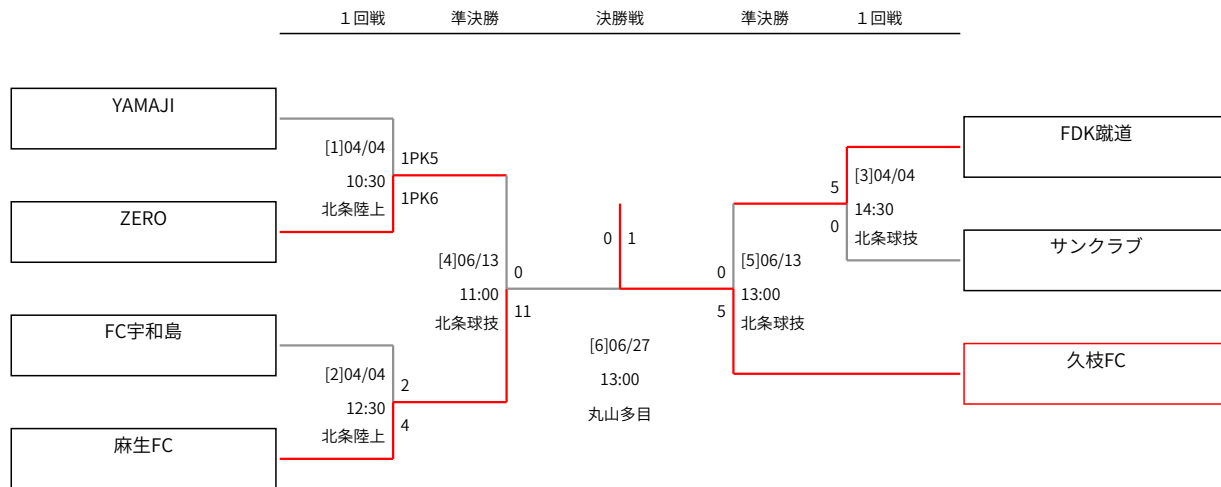 １回戦 準決勝 決勝戦 準決勝 １回戦
YAMAJI
[1]04/04
10:30
北条陸上
1PK5
1PK6
ZERO
[4]06/13
11:00
北条球技
0
11
FC宇和島
[2]04/04
12:30
北条陸上
2
4
麻生FC
0 1
[6]06/27
13:00
丸山多目
FDK蹴道
5
0
[3]04/04
14:30
北条球技
サンクラブ
0
5
[5]06/13
13:00
北条球技
久枝FC